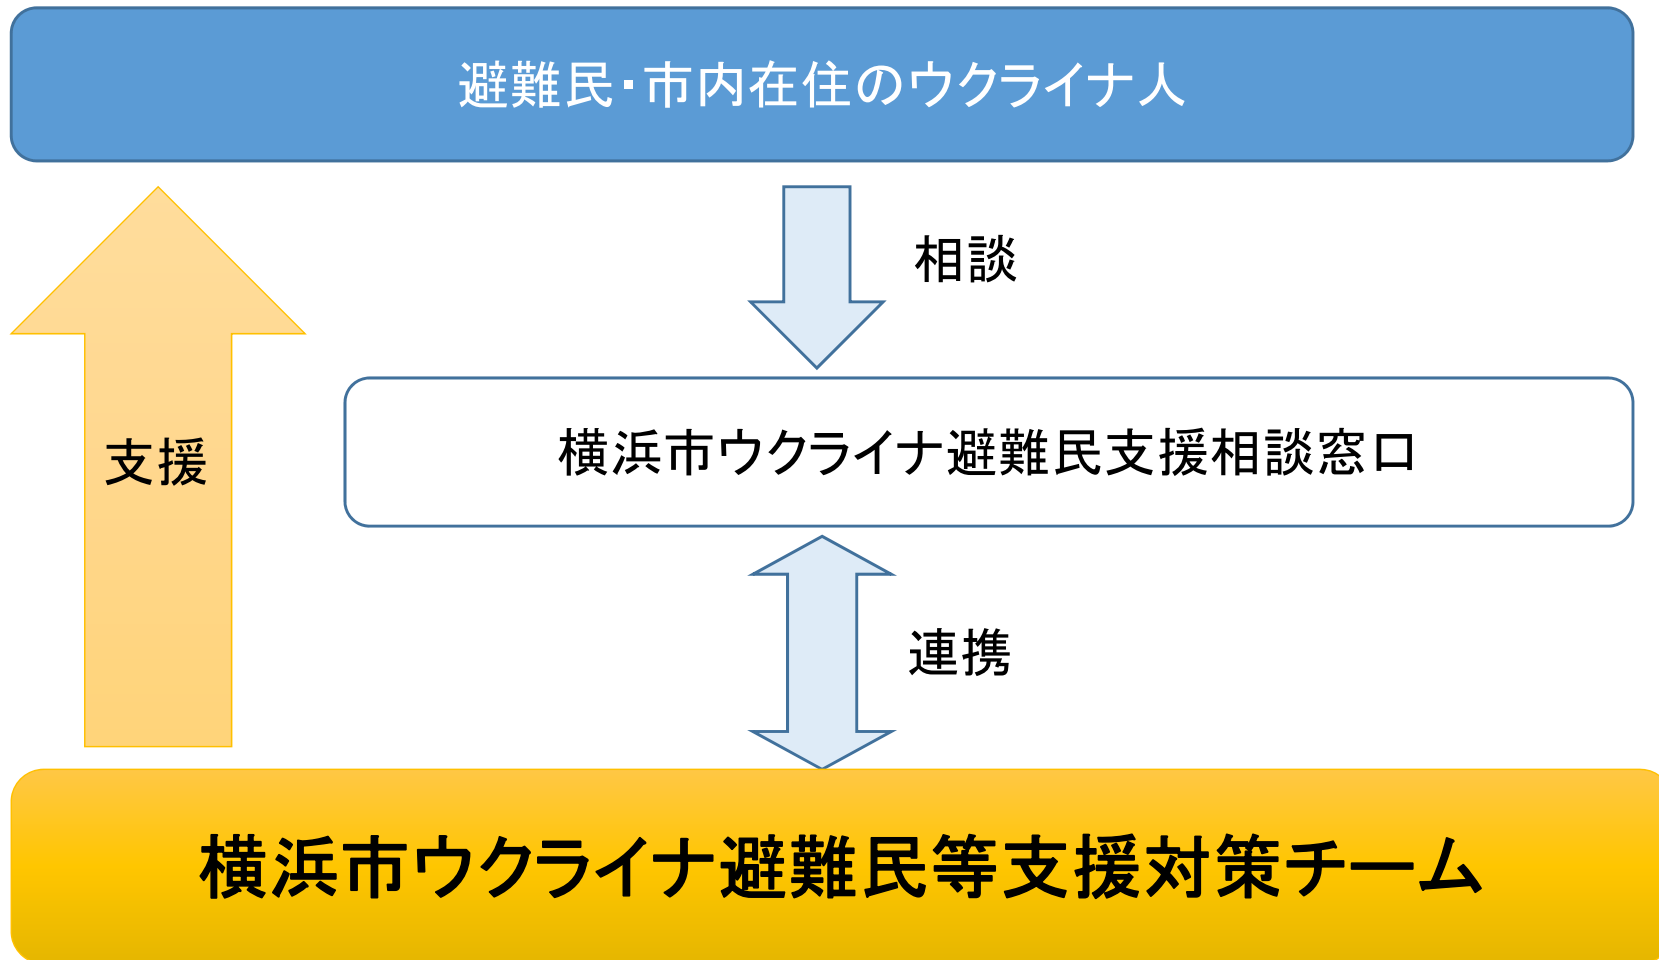 避難民・市内在住のウクライナ人
相談
横浜市ウクライナ避難民支援相談窓口
支援
連携
横浜市ウクライナ避難民等支援対策チーム